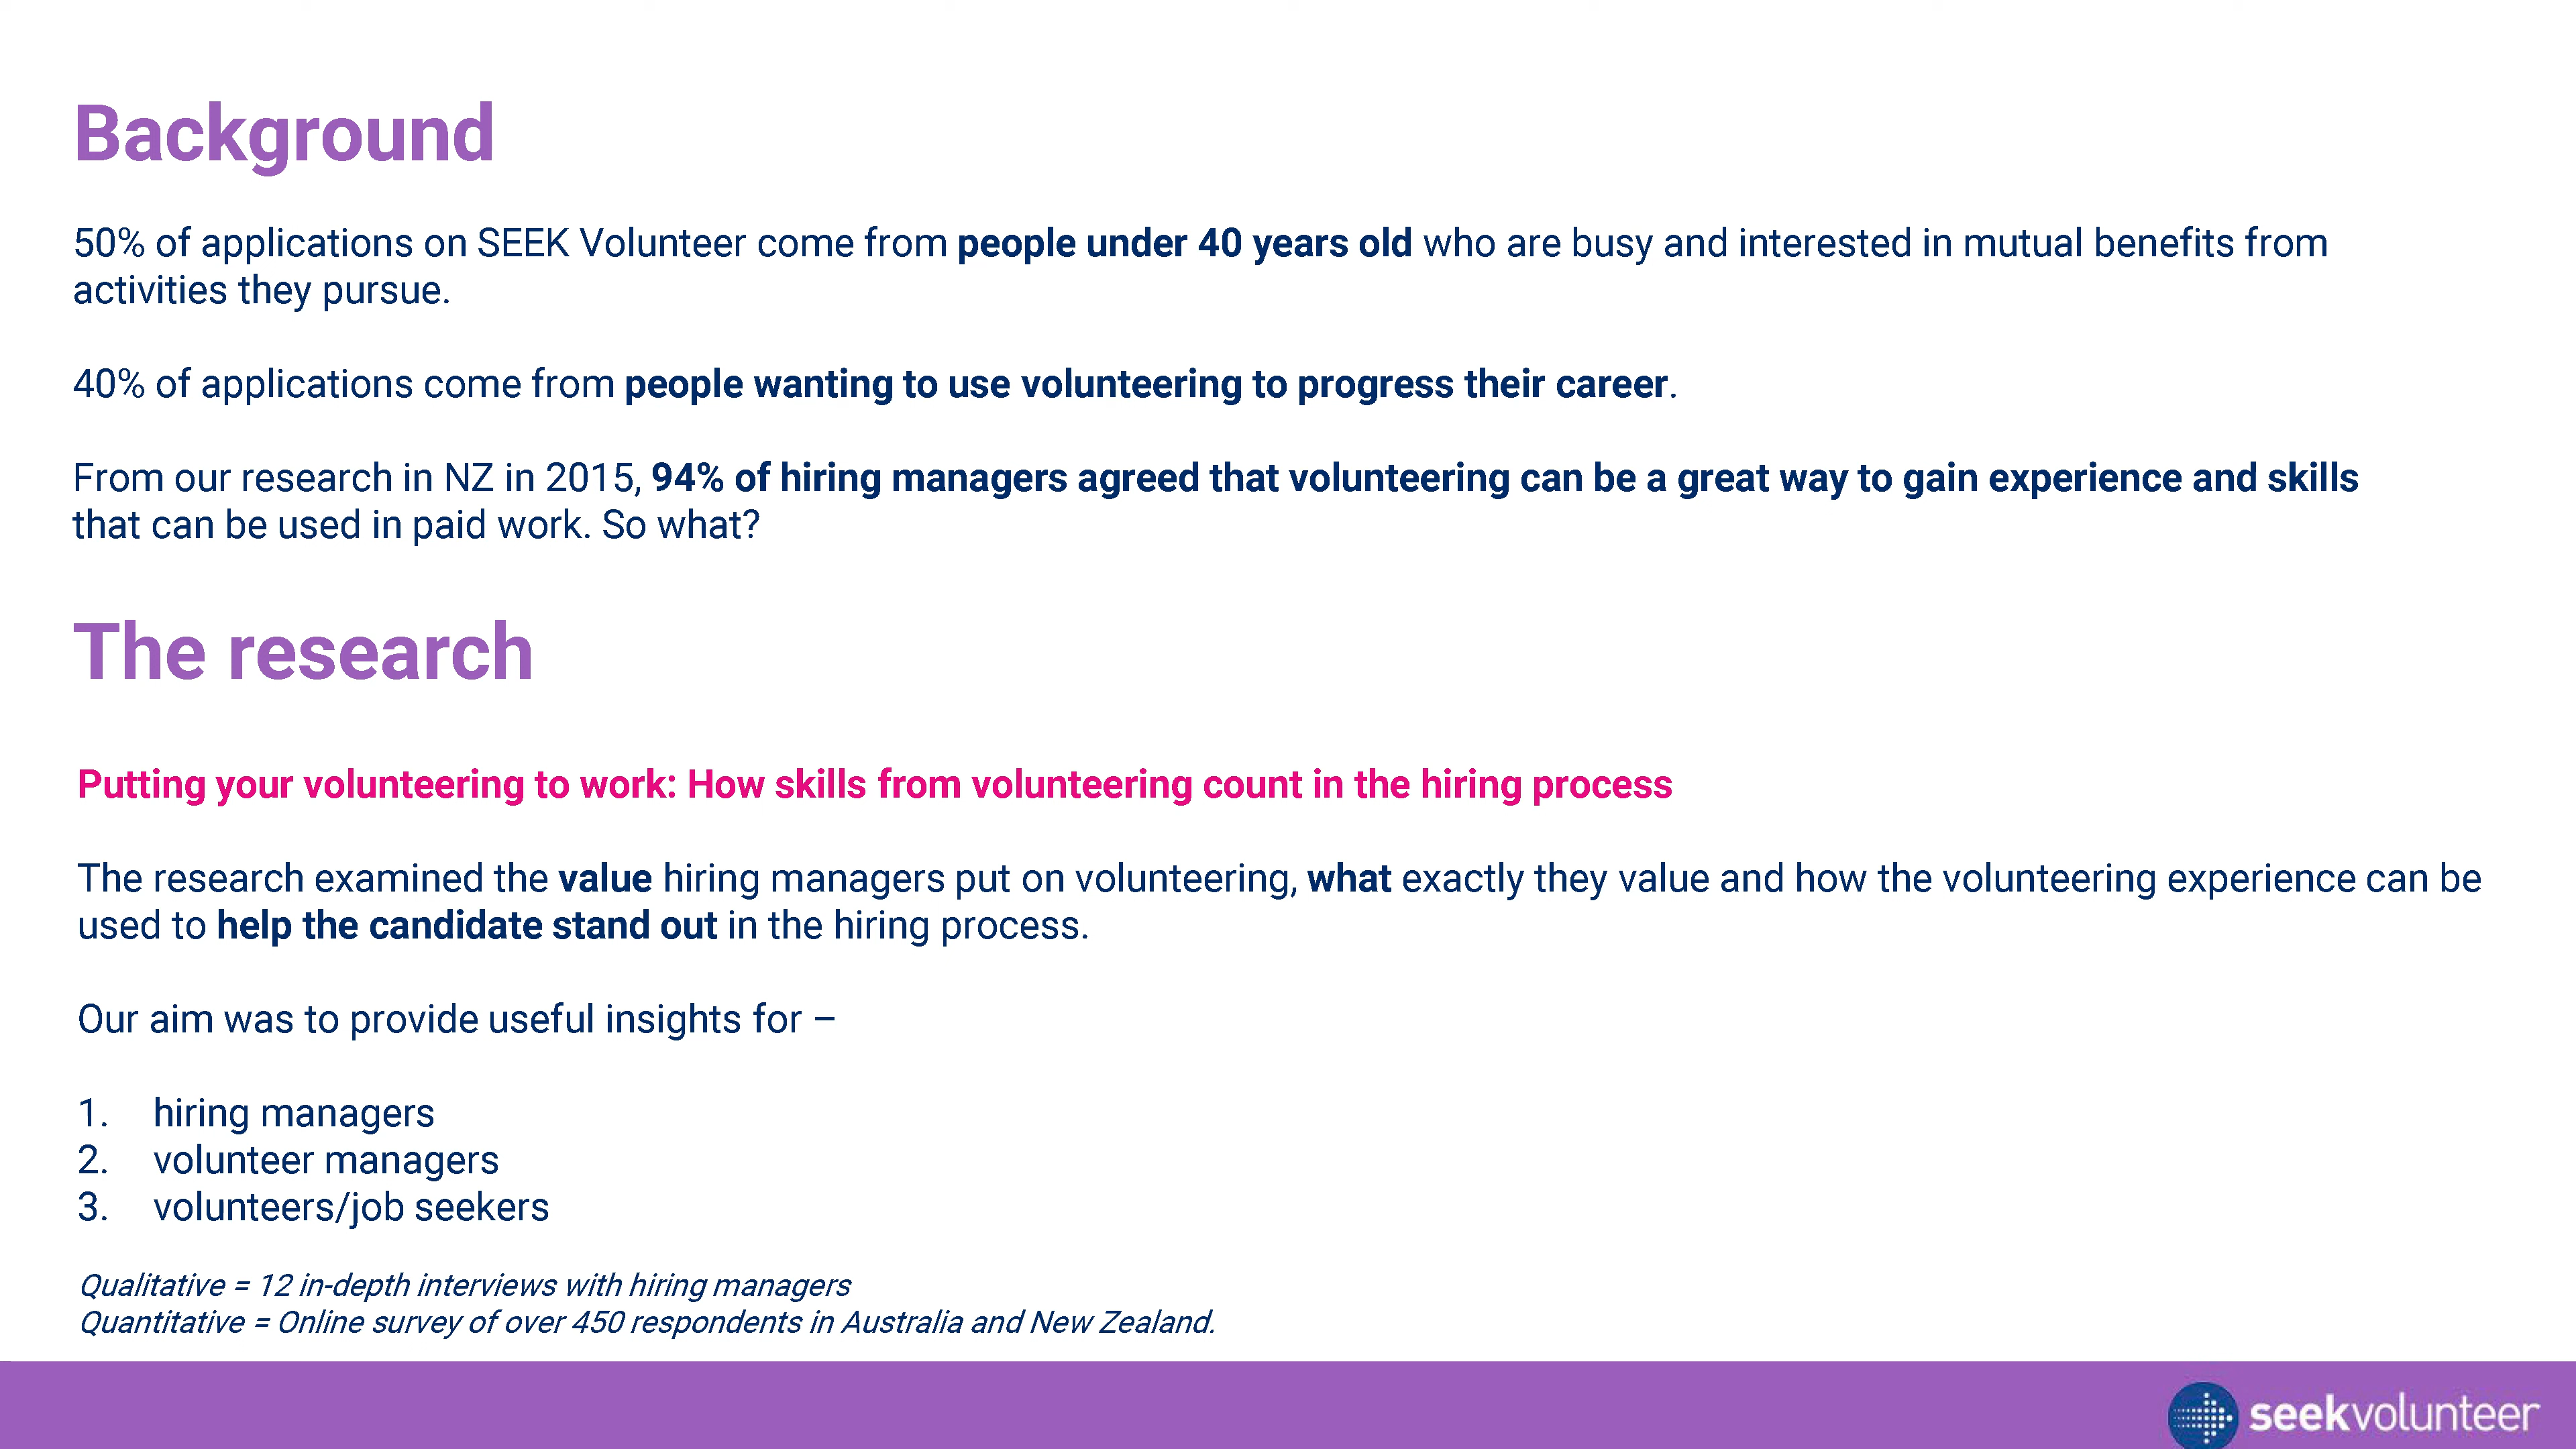 Background
50% of applications on SEEK Volunteer come from people under 40 years old who are busy and interested in mutual benefits from
activities they pursue.
40% of applications come from people wanting to use volunteering to progress their career.
From our research in NZ in 2015, 94% of hiring managers agreed that volunteering can be a great way to gain experience and skills
that can be used in paid work. So what?
The research
Putting your volunteering to work: How skills from volunteering count in the hiring process
The research examined the value hiring managers put on volunteering, what exactly they value and how the volunteering experience can be
used to help the candidate stand out in the hiring process.
Our aim was to provide useful insights for –
1. hiring managers
2. volunteer managers
3. volunteers/job seekers
Qualitative = 12 in-depth interviews with hiring managers
Quantitative = Online survey of over 450 respondents in Australia and New Zealand.
seekvolunteer